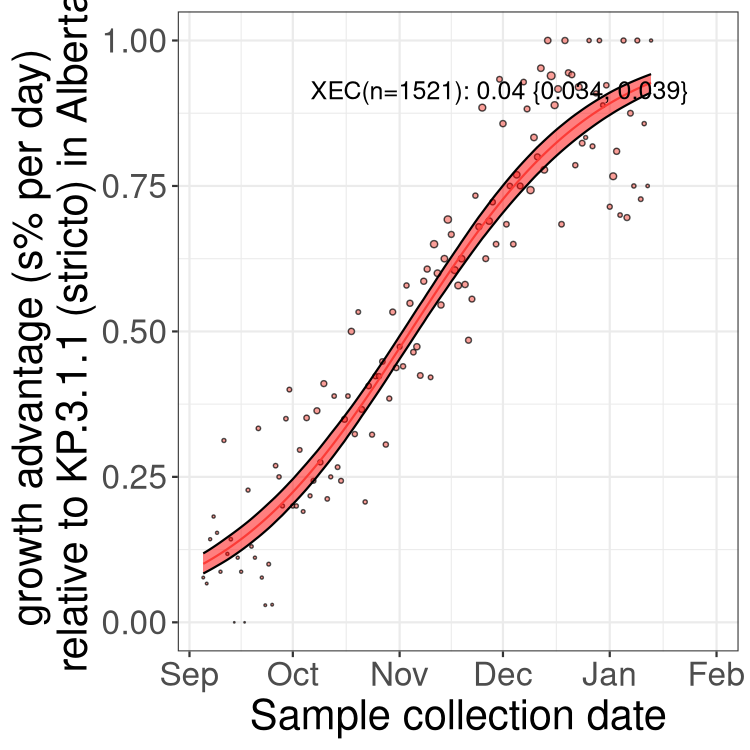 growth advantage (s% per day)
relative to KP.3.1.1 (stricto) in Alberta
1.00
0.75
0.50
0.25
0.00
XEC(n=1521): 0.04 {0.034, 0.039}
Sep Oct Nov Dec Jan Feb
Sample collection date